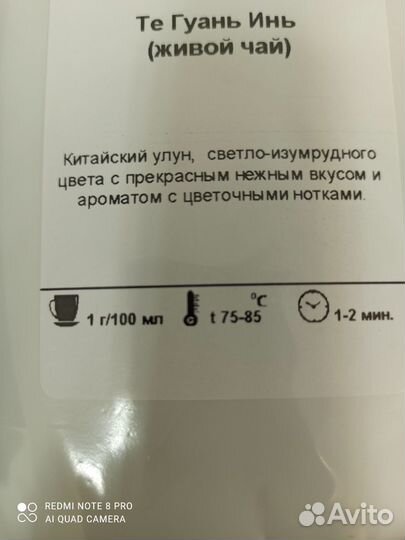 Те Гуань Инь
(живой чай)
Китайский улун, светло-изумрудного
цвета с прекрасным нежным вкусом и
ароматом с цветочными нотками.
1 г/100 мл
°C
t 75-85
1-2 мин.
REDMI NOTE 8 PRO
AI QUAD CAMERA
Avito